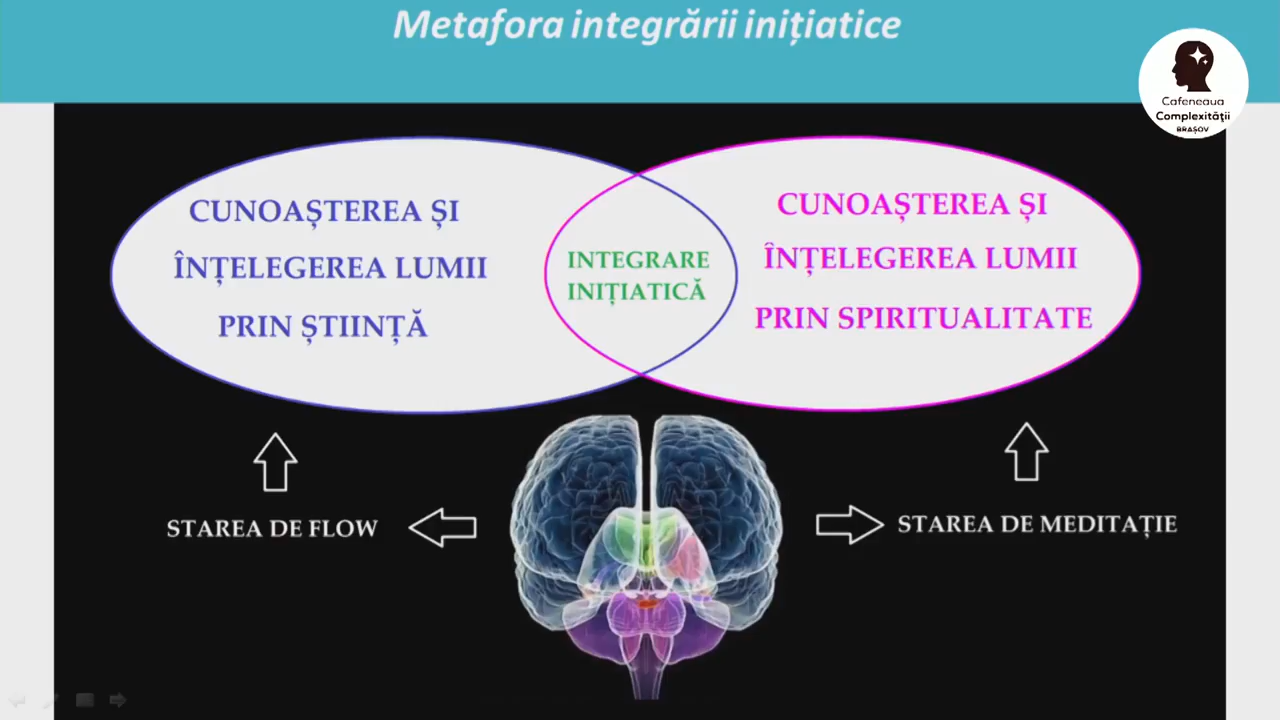 Metafora integrării inițiatice
Cafeneaua
Complexităţii
BRAȘOV
CUNOAȘTEREA ȘI
ÎNȚELEGEREA LUMII
PRIN ȘTIINȚĂ
INTEGRARE
INIȚIATICĂ
CUNOAȘTEREA ȘI
ÎNȚELEGEREA LUMII
PRIN SPIRITUALITATE
STAREA DE FLOW
STAREA DE MEDITAȚIE